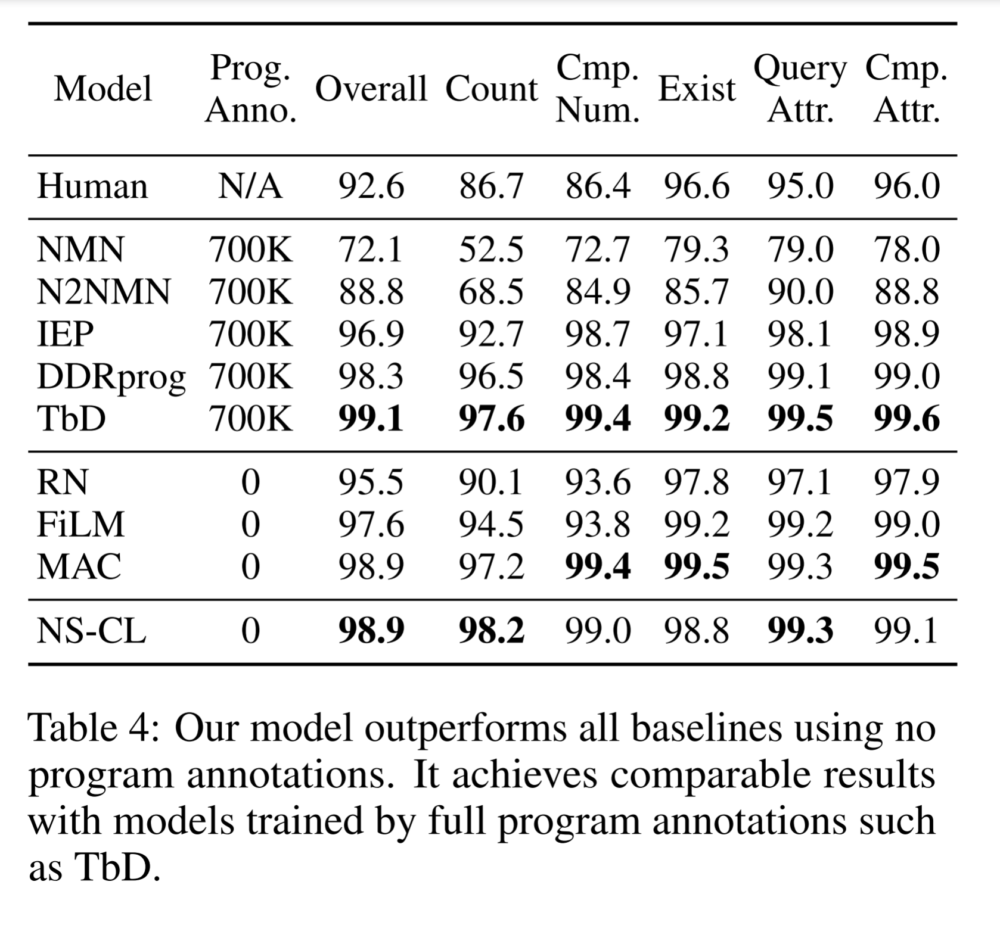 Model Prog. Anno. Overall Count Cmp. Num. Exist Query Attr. Cmp. Attr.
Human N/A 92.6 86.7 86.4 96.6 95.0 96.0
NMN 700K 72.1 52.5 72.7 79.3 79.0 78.0
N2NMN 700K 88.8 68.5 84.9 85.7 90.0 88.8
IEP 700K 96.9 92.7 98.7 97.1 98.1 98.9
DDRprog 700K 98.3 96.5 98.4 98.8 99.1 99.0
TbD 700K 99.1 97.6 99.4 99.2 99.5 99.6
RN 0 95.5 90.1 93.6 97.8 97.1 97.9
FiLM 0 97.6 94.5 93.8 99.2 99.2 99.0
MAC 0 98.9 97.2 99.4 99.5 99.3 99.5
NS-CL 0 98.9 98.2 99.0 98.8 99.3 99.1
Table 4: Our model outperforms all baselines using no
program annotations. It achieves comparable results
with models trained by full program annotations such
as TbD.